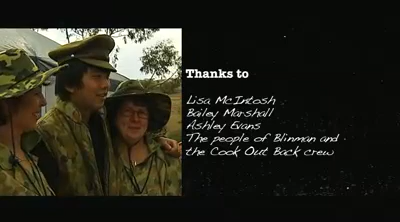 Thanks to
Lisa McIntosh
Bailey Marshall
Ashley Evans
The people of Blinman and
the Cook Out Back crew